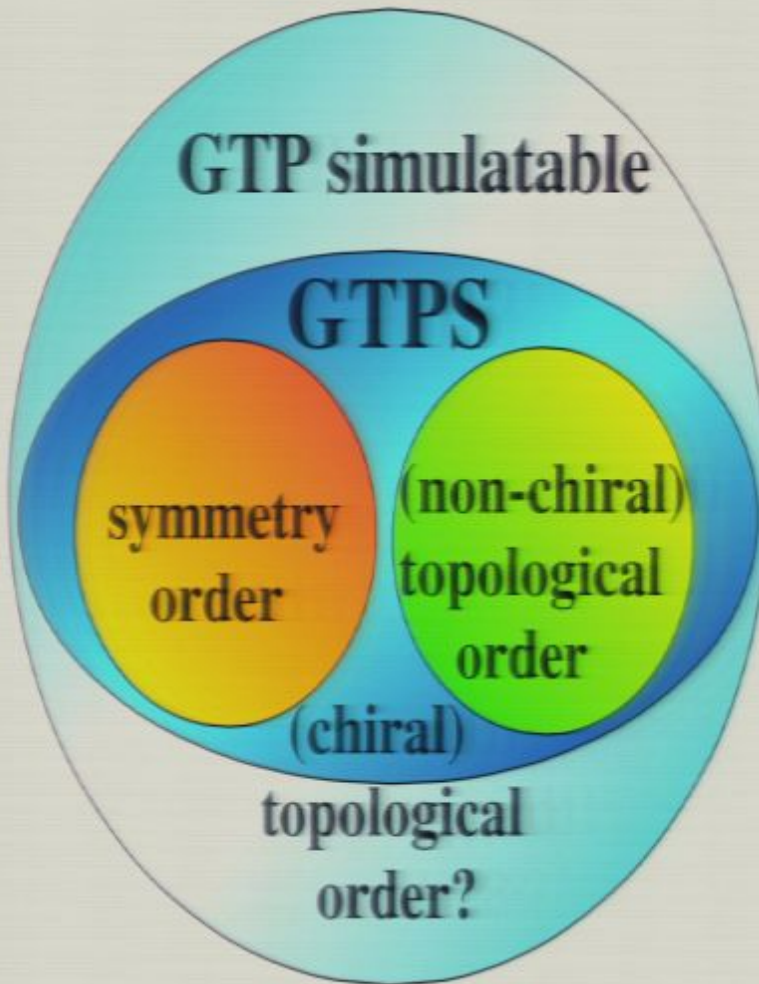 GTP simulatable
GTPS
symmetry
order
(non-chiral)
topological
order
(chiral)
topological
order?